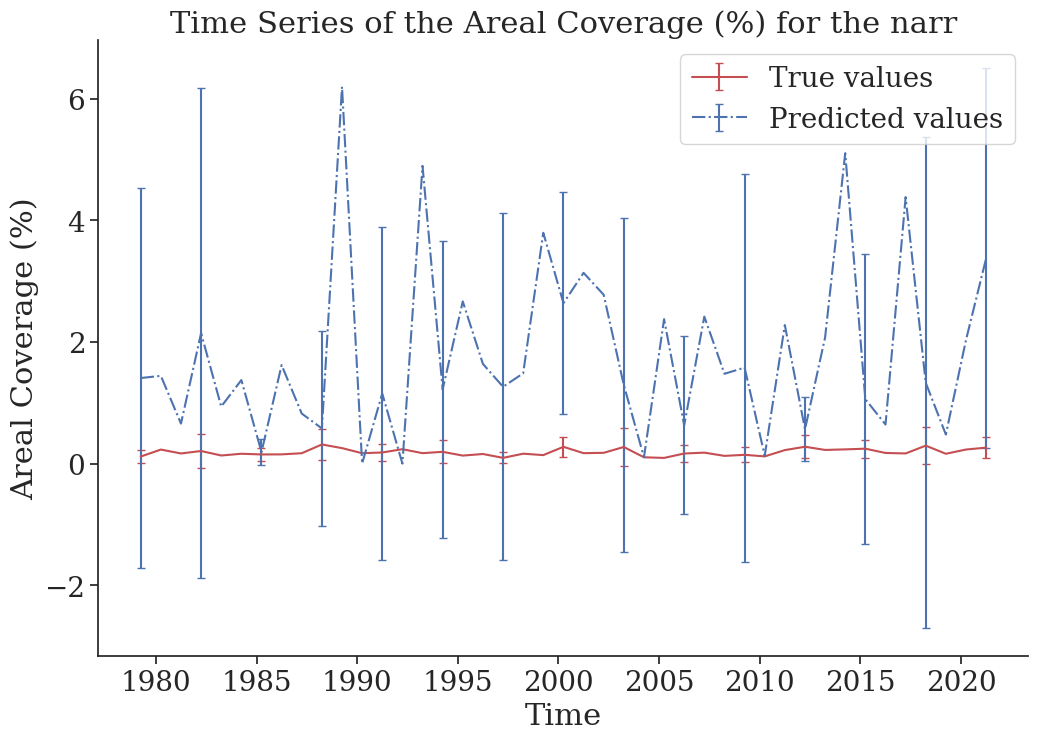 Time Series of the Areal Coverage (%) for the narr
True values
Predicted values
Areal Coverage (%)
6
4
2
0
−2
1980 1985 1990 1995 2000 2005 2010 2015 2020
Time